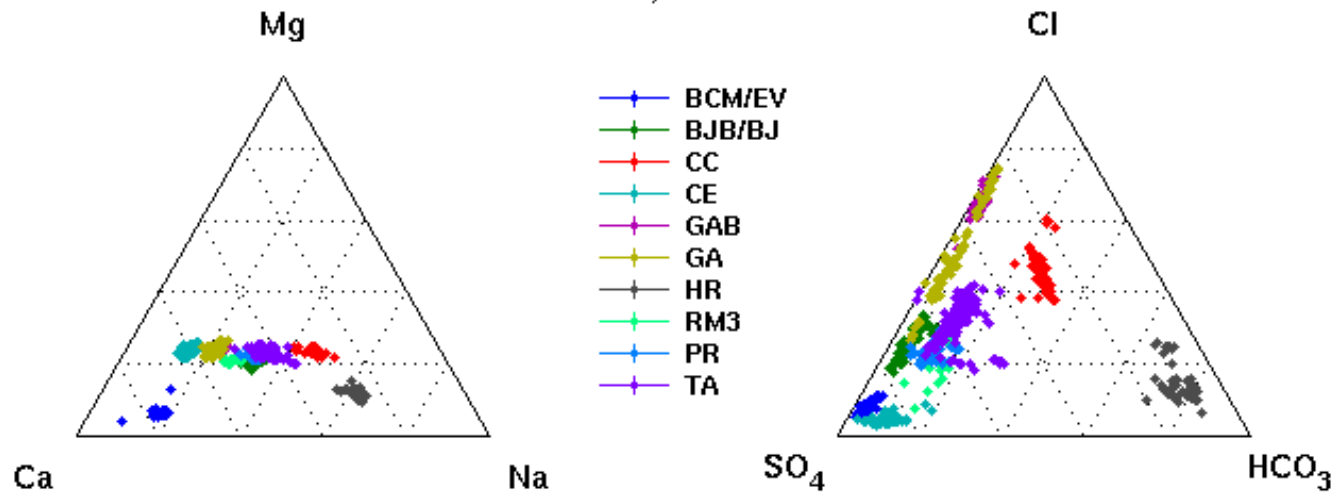 Mg
Cl
BCM/EV
BJB/BJ
CC
CE
GAB
GA
HR
RM3
PR
TA
Ca
Na
SO₄
HCO₃